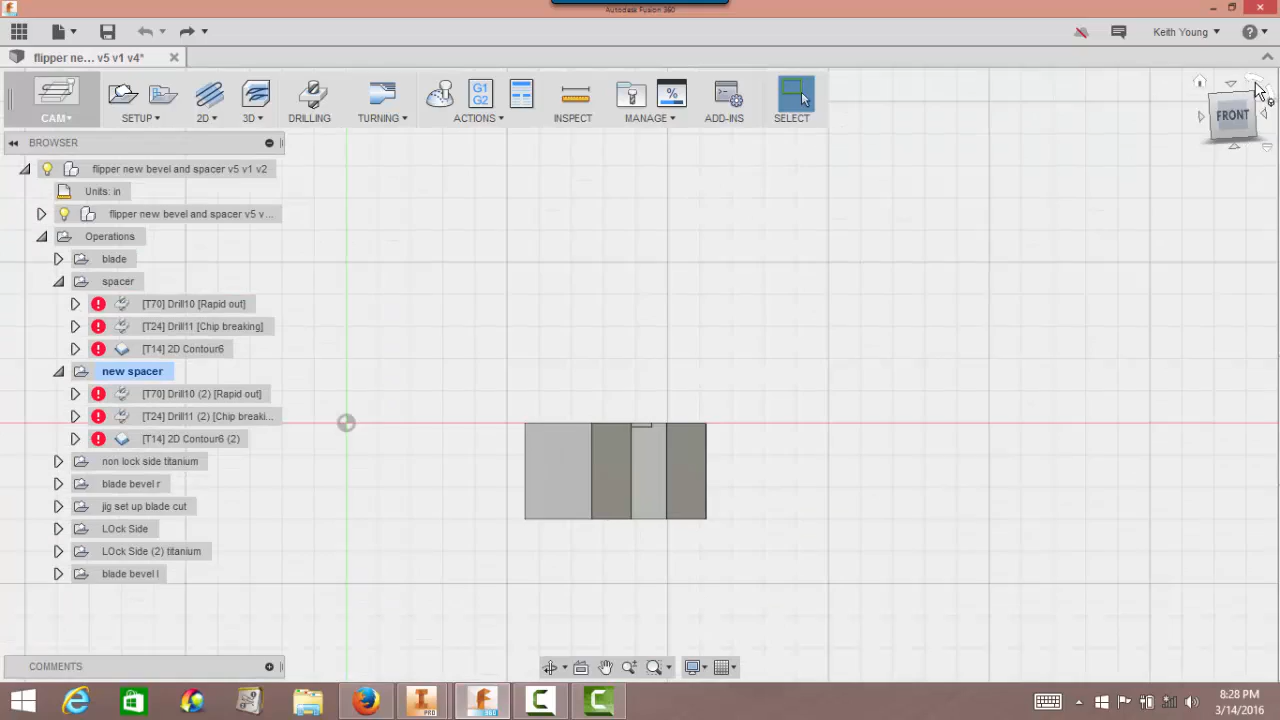 Autodesk Fusion 360
Keith Young
flipper ne... v5 v1 v4*
G1
G2
%
CAM
SETUP
2D
3D
DRILLING
TURNING
ACTIONS
INSPECT
MANAGE
ADD-INS
SELECT
FRONT
BROWSER
flipper new bevel and spacer v5 v1 v2
Units: in
flipper new bevel and spacer v5 v...
Operations
blade
spacer
[T70] Drill10 [Rapid out]
[T24] Drill11 [Chip breaking]
[T14] 2D Contour6
new spacer
[T70] Drill10 (2) [Rapid out]
[T24] Drill11 (2) [Chip breaki...
[T14] 2D Contour6 (2)
non lock side titanium
blade bevel r
jig set up blade cut
LOck Side
LOck Side (2) titanium
blade bevel l
COMMENTS
8:28 PM
3/14/2016